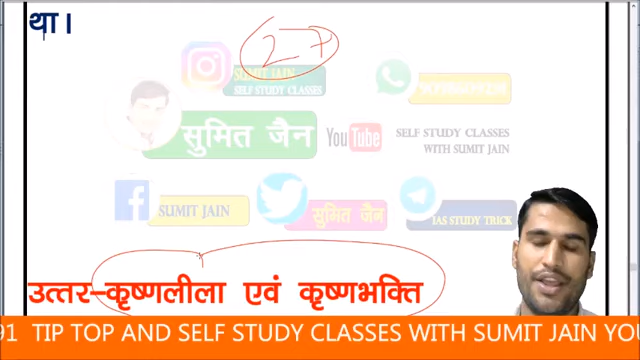 था।
27
SUMIT JAIN
SELF STUDY CLASSES
सुमित जैन
YouTube
SELF STUDY CLASSES
WITH SUMIT JAIN
SUMIT JAIN
सुमित जैन
IAS STUDY TRICK
उत्तर-कृष्णलीला एवं कृष्णभक्ति
91 TIP TOP AND SELF STUDY CLASSES WITH SUMIT JAIN YOU